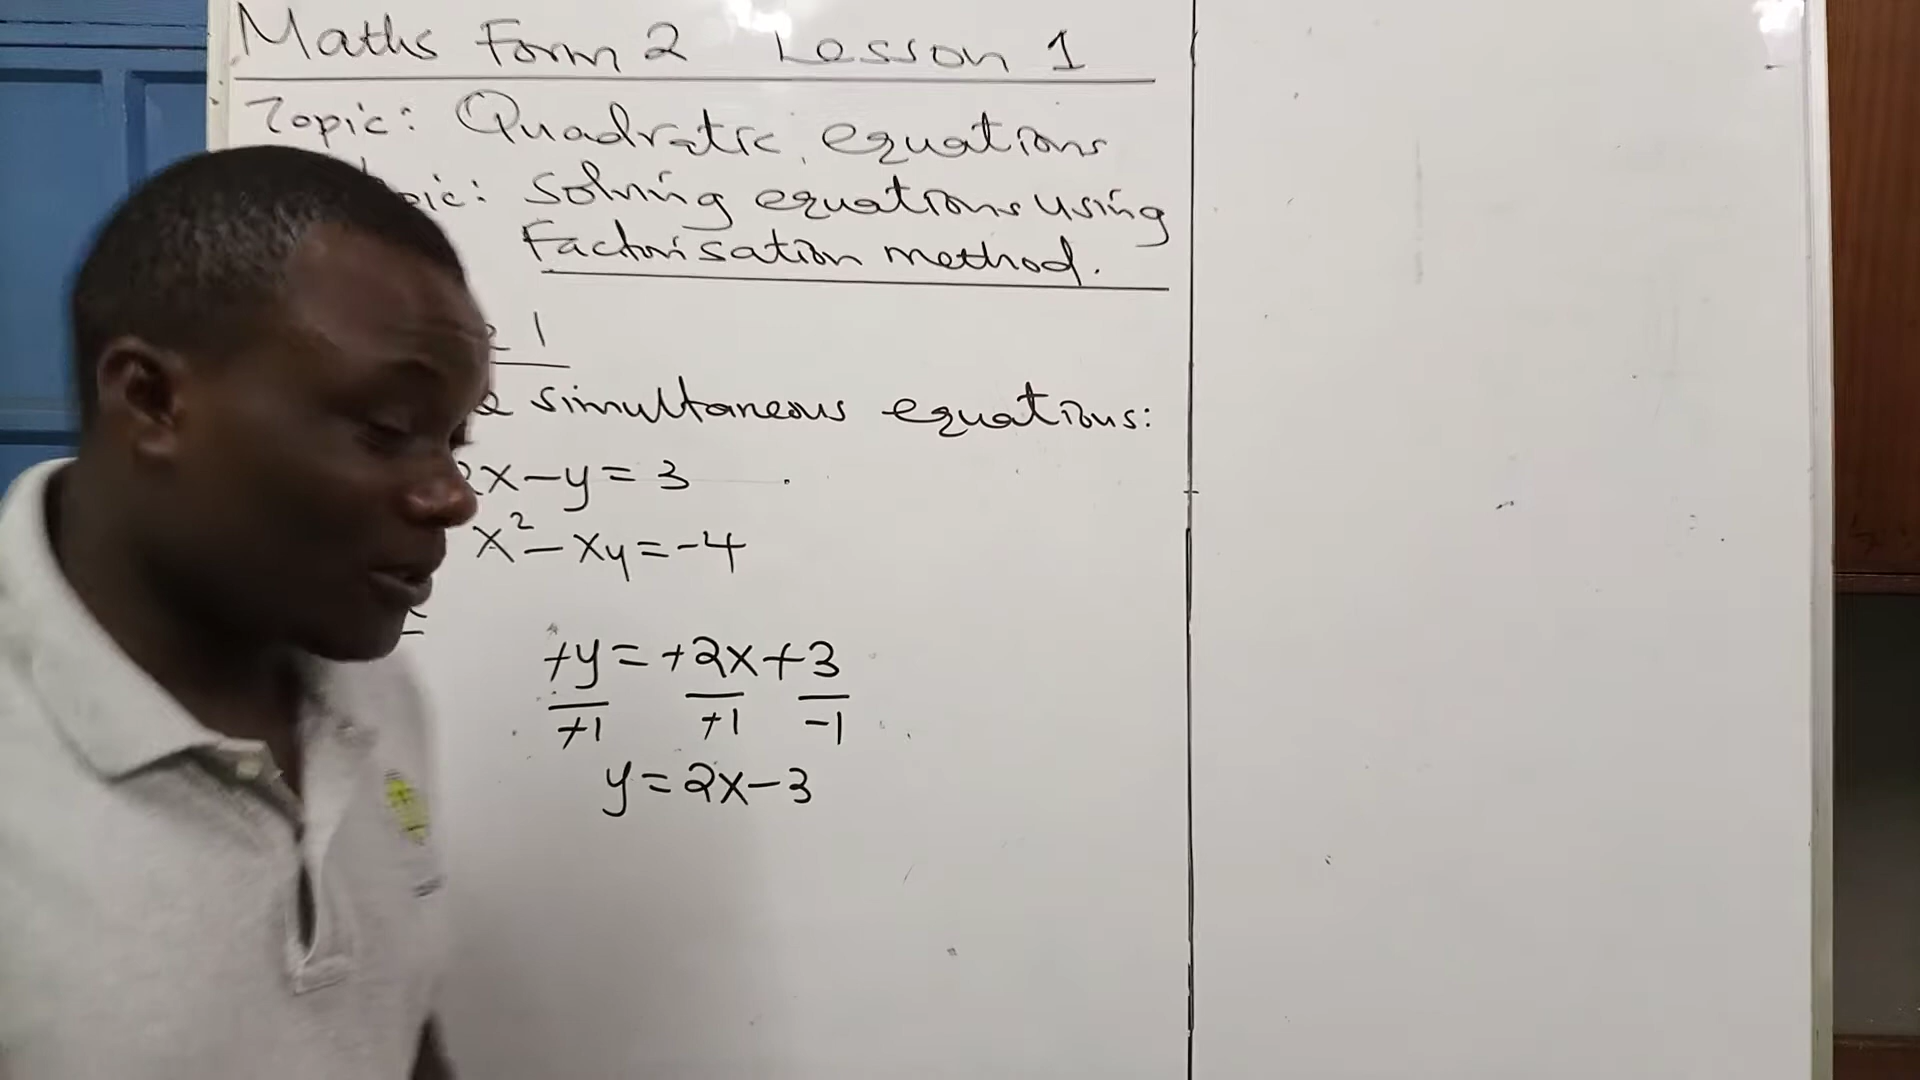 Maths Form 2 Lesson 1
Topic: Quadratic equations
pic: Solving equations using
Factorisation method.
1
simultaneous equations:
2x-y=3
x²-xy=-4
+y=+2x+3
+1 +1 -1
y=2x-3